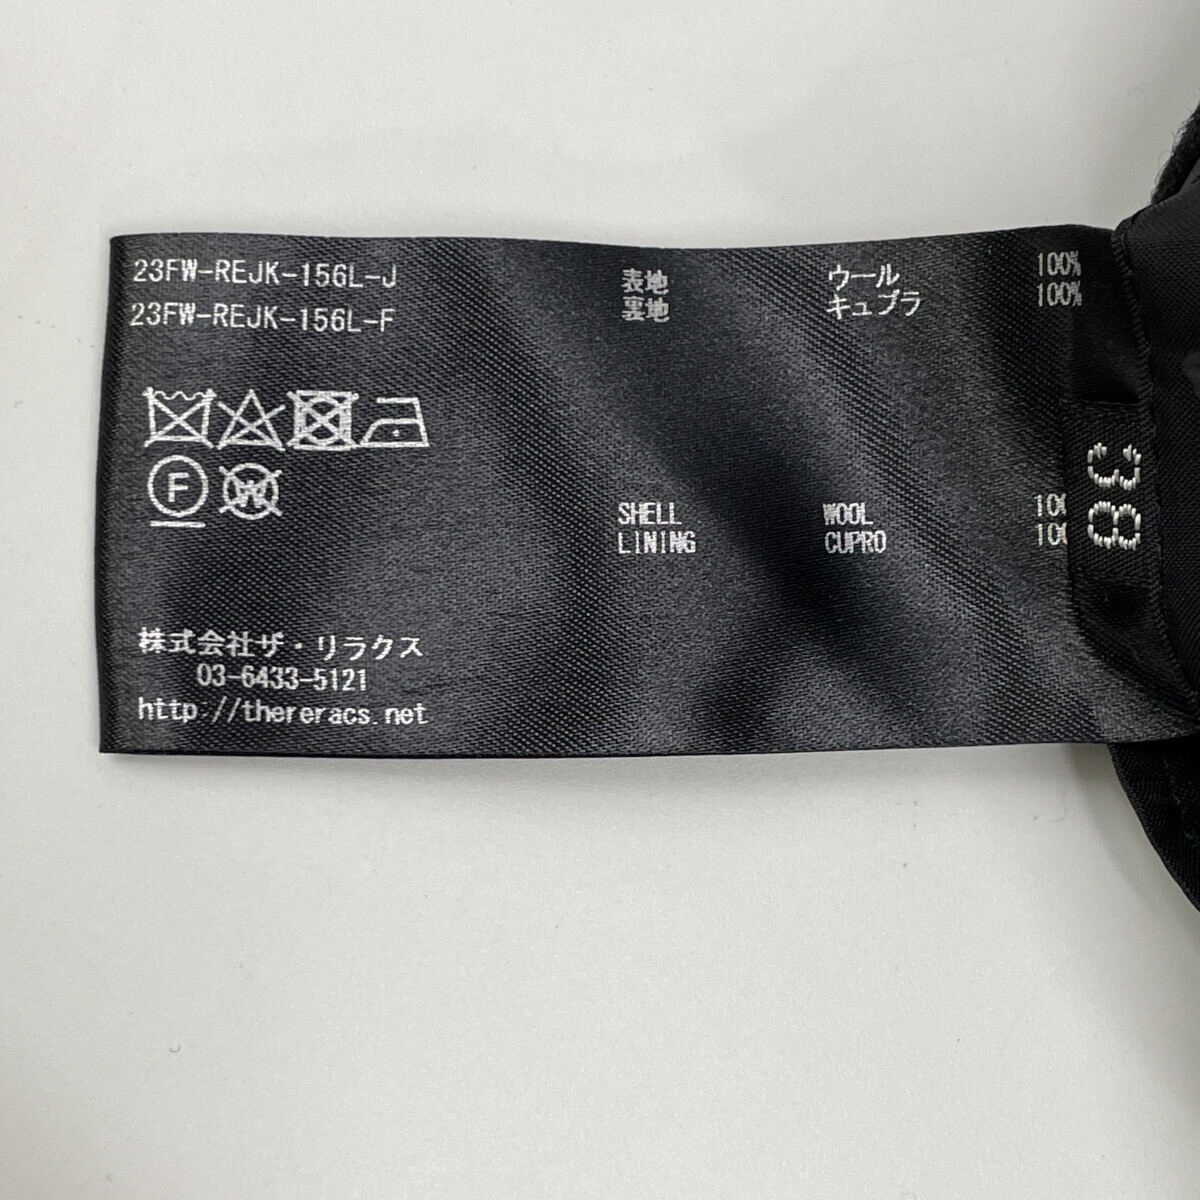 23FW-REJK-156L-J
23FW-REJK-156L-F
表地 ウール 100%
裏地 キュプラ 100%
F
W
SHELL WOOL 100
LINING CUPRO 100
38
株式会社ザ・リラクス
03-6433-5121
http://thereracs.net